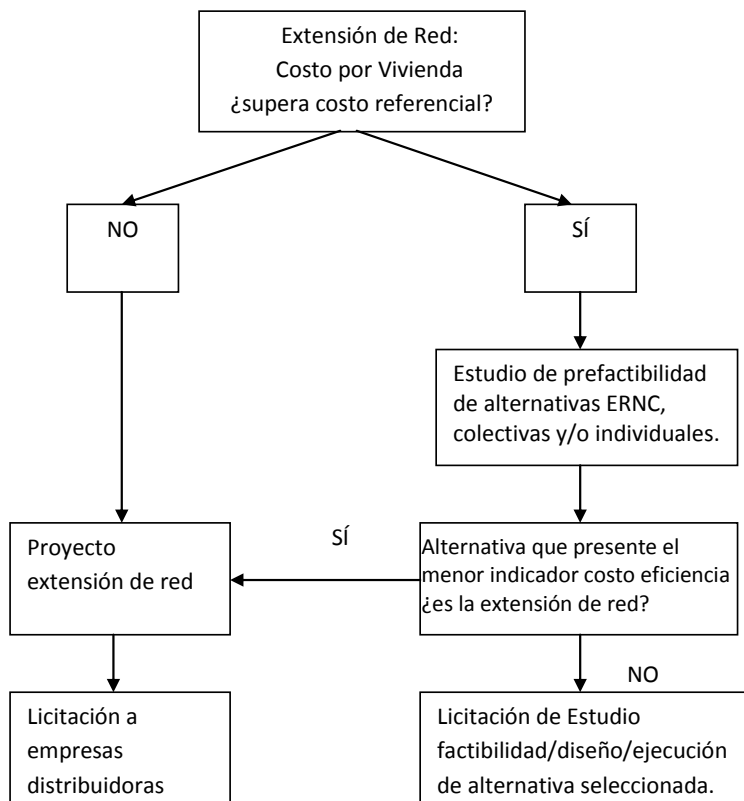 Extensión de Red:
Costo por Vivienda
¿supera costo referencial?
NO
SÍ
Estudio de prefactibilidad
de alternativas ERNC,
colectivas y/o individuales.
Proyecto
extensión de red
SÍ
Alternativa que presente el
menor indicador costo eficiencia
¿es la extensión de red?
NO
Licitación a
empresas
distribuidoras
Licitación de Estudio
factibilidad/diseño/ejecución
de alternativa seleccionada.